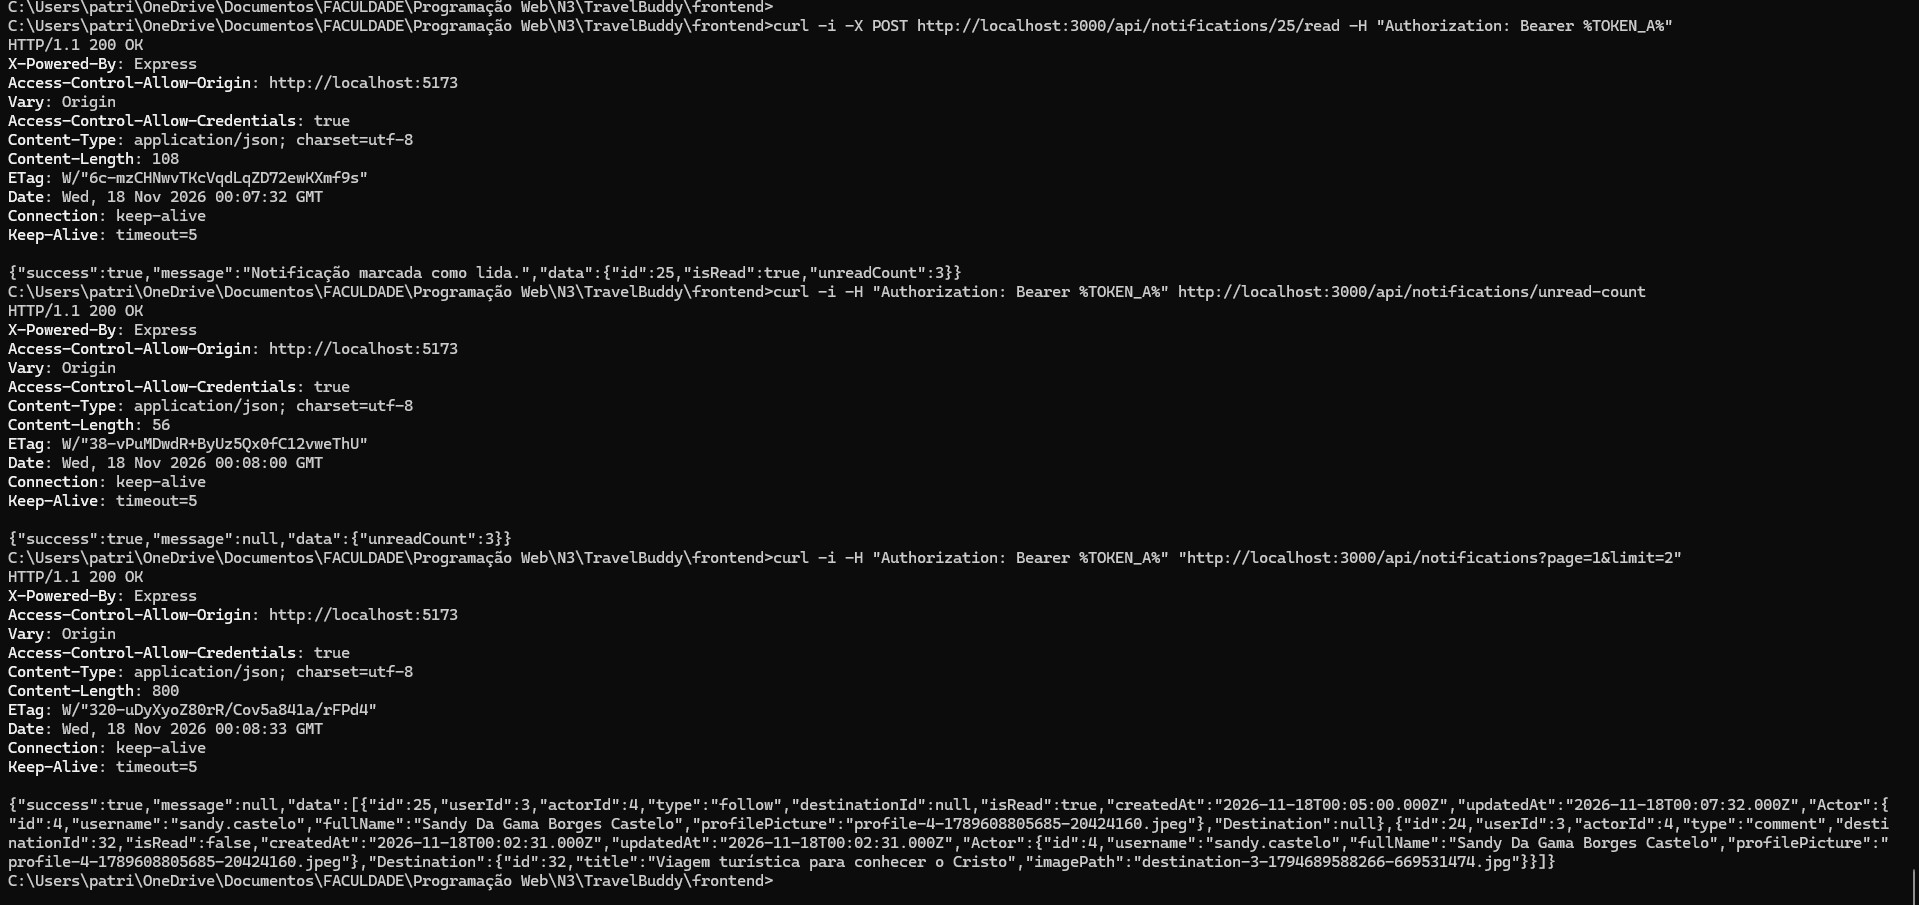 C:\Users\patri\OneDrive\Documentos\FACULDADE\Programação Web\N3\TravelBuddy\frontend>
C:\Users\patri\OneDrive\Documentos\FACULDADE\Programação Web\N3\TravelBuddy\frontend>curl -i -X POST http://localhost:3000/api/notifications/25/read -H "Authorization: Bearer %TOKEN_A%"
HTTP/1.1 200 OK
X-Powered-By: Express
Access-Control-Allow-Origin: http://localhost:5173
Vary: Origin
Access-Control-Allow-Credentials: true
Content-Type: application/json; charset=utf-8
Content-Length: 108
ETag: W/"6c-mzCHNwvTKcVqdLqZD72ewKXmf9s"
Date: Wed, 18 Nov 2026 00:07:32 GMT
Connection: keep-alive
Keep-Alive: timeout=5
{"success":true,"message":"Notificação marcada como lida.","data":{"id":25,"isRead":true,"unreadCount":3}}
C:\Users\patri\OneDrive\Documentos\FACULDADE\Programação Web\N3\TravelBuddy\frontend>curl -i -H "Authorization: Bearer %TOKEN_A%" http://localhost:3000/api/notifications/unread-count
HTTP/1.1 200 OK
X-Powered-By: Express
Access-Control-Allow-Origin: http://localhost:5173
Vary: Origin
Access-Control-Allow-Credentials: true
Content-Type: application/json; charset=utf-8
Content-Length: 56
ETag: W/"38-vPuMDwdR+ByUz5Qx0fC12vweThU"
Date: Wed, 18 Nov 2026 00:08:00 GMT
Connection: keep-alive
Keep-Alive: timeout=5
{"success":true,"message":null,"data":{"unreadCount":3}}
C:\Users\patri\OneDrive\Documentos\FACULDADE\Programação Web\N3\TravelBuddy\frontend>curl -i -H "Authorization: Bearer %TOKEN_A%" "http://localhost:3000/api/notifications?page=1&limit=2"
HTTP/1.1 200 OK
X-Powered-By: Express
Access-Control-Allow-Origin: http://localhost:5173
Vary: Origin
Access-Control-Allow-Credentials: true
Content-Type: application/json; charset=utf-8
Content-Length: 800
ETag: W/"320-uDyXyoZ80rR/Cov5a841a/rFPd4"
Date: Wed, 18 Nov 2026 00:08:33 GMT
Connection: keep-alive
Keep-Alive: timeout=5
{"success":true,"message":null,"data":[{"id":25,"userId":3,"actorId":4,"type":"follow","destinationId":null,"isRead":true,"createdAt":"2026-11-18T00:05:00.000Z","updatedAt":"2026-11-18T00:07:32.000Z","Actor":{
"id":4,"username":"sandy.castelo","fullName":"Sandy Da Gama Borges Castelo","profilePicture":"profile-4-1789608805685-20424160.jpeg"},"Destination":null},{"id":24,"userId":3,"actorId":4,"type":"comment","desti
nationId":32,"isRead":false,"createdAt":"2026-11-18T00:02:31.000Z","updatedAt":"2026-11-18T00:02:31.000Z","Actor":{"id":4,"username":"sandy.castelo","fullName":"Sandy Da Gama Borges Castelo","profilePicture":"
profile-4-1789608805685-20424160.jpeg"},"Destination":{"id":32,"title":"Viagem turística para conhecer o Cristo","imagePath":"destination-3-1794689588266-669531474.jpg"}}]}
C:\Users\patri\OneDrive\Documentos\FACULDADE\Programação Web\N3\TravelBuddy\frontend>